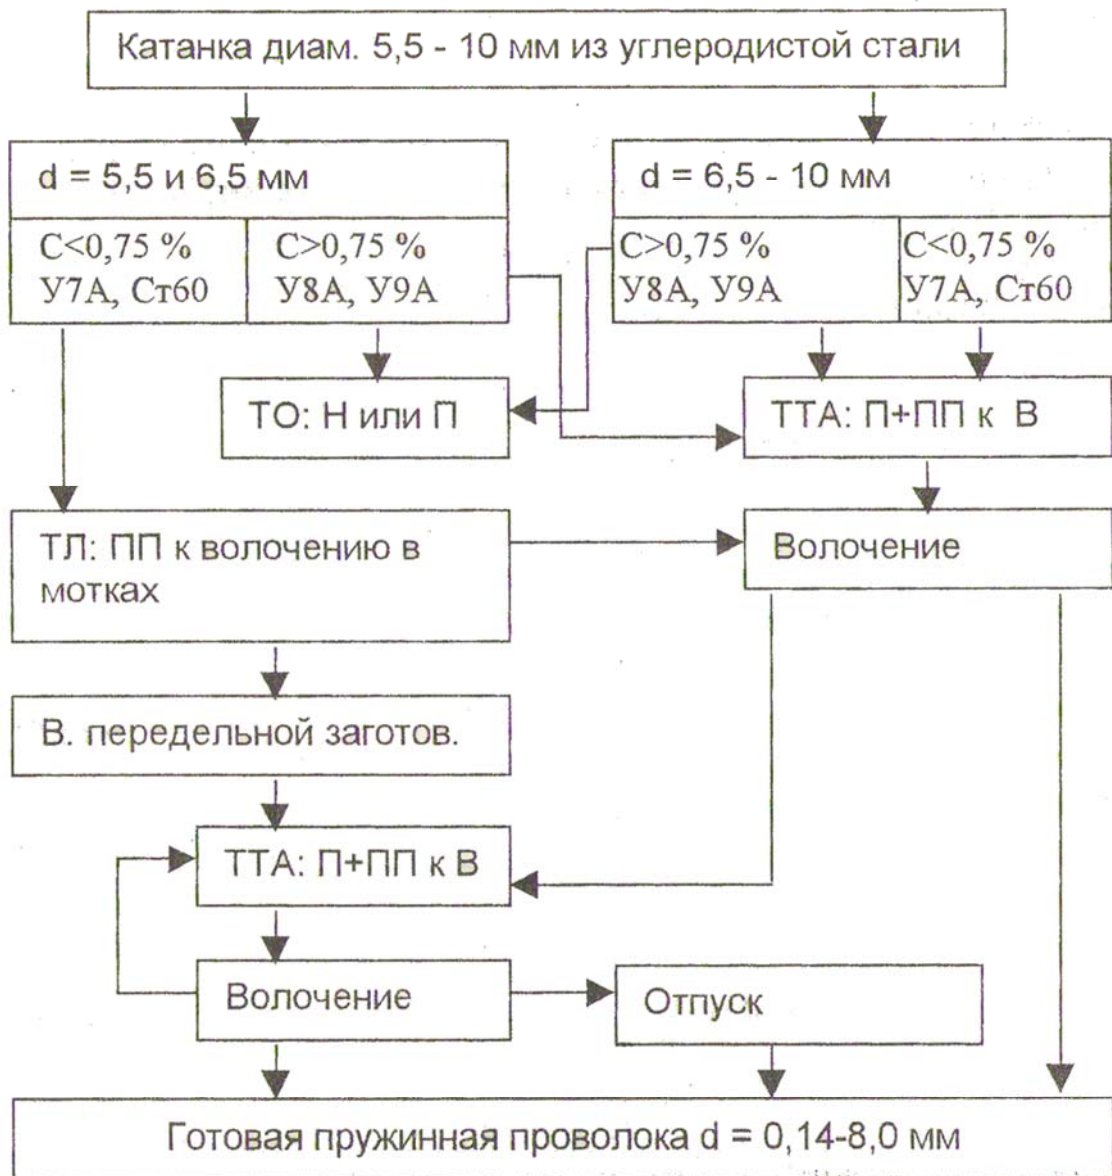 Катанка диам. 5,5 - 10 мм из углеродистой стали
d = 5,5 и 6,5 мм
С<0,75 %
У7А, Ст60
С>0,75 %
У8А, У9А
d = 6,5 - 10 мм
С>0,75 %
У8А, У9А
С<0,75 %
У7А, Ст60
ТО: Н или П
ТТА: П+ПП к В
ТЛ: ПП к волочению в
мотках
Волочение
В. передельной заготов.
ТТА: П+ПП к В
Волочение
Отпуск
Готовая пружинная проволока d = 0,14-8,0 мм